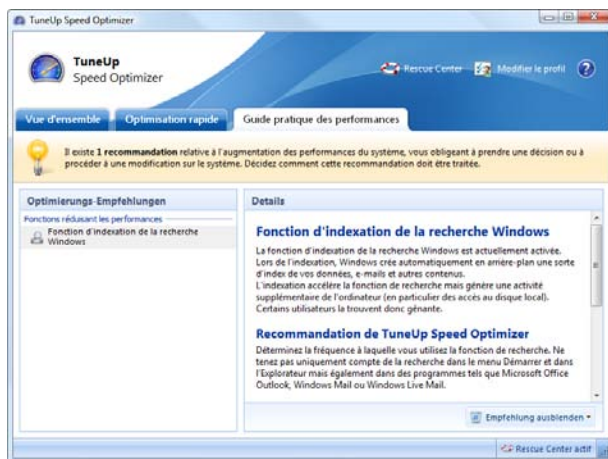 TuneUp Speed Optimizer
TuneUp
Speed Optimizer
Rescue Center
Modifier le profil
?
Vue d'ensemble
Optimisation rapide
Guide pratique des performances
Il existe 1 recommandation relative à l'augmentation des performances du système, vous obligeant à prendre une décision ou à
procéder à une modification sur le système. Décidez comment cette recommandation doit être traitée.
Optimierungs-Empfehlungen
Fonctions réduisant les performances
Fonction d'indexation de la recherche
Windows
Details
Fonction d'indexation de la recherche Windows
La fonction d'indexation de la recherche Windows est actuellement activée.
Lors de l'indexation, Windows crée automatiquement en arrière-plan une sorte
d'index de vos données, e-mails et autres contenus.
L'indexation accélère la fonction de recherche mais génère une activité
supplémentaire de l'ordinateur (en particulier des accès au disque local).
Certains utilisateurs la trouvent donc gênante.
Recommandation de TuneUp Speed Optimizer
Déterminez la fréquence à laquelle vous utilisez la fonction de recherche. Ne
tenez pas uniquement compte de la recherche dans le menu Démarrer et dans
l'Explorateur mais également dans des programmes tels que Microsoft Office
Outlook, Windows Mail ou Windows Live Mail.
Empfehlung ausblenden
Rescue Center actif